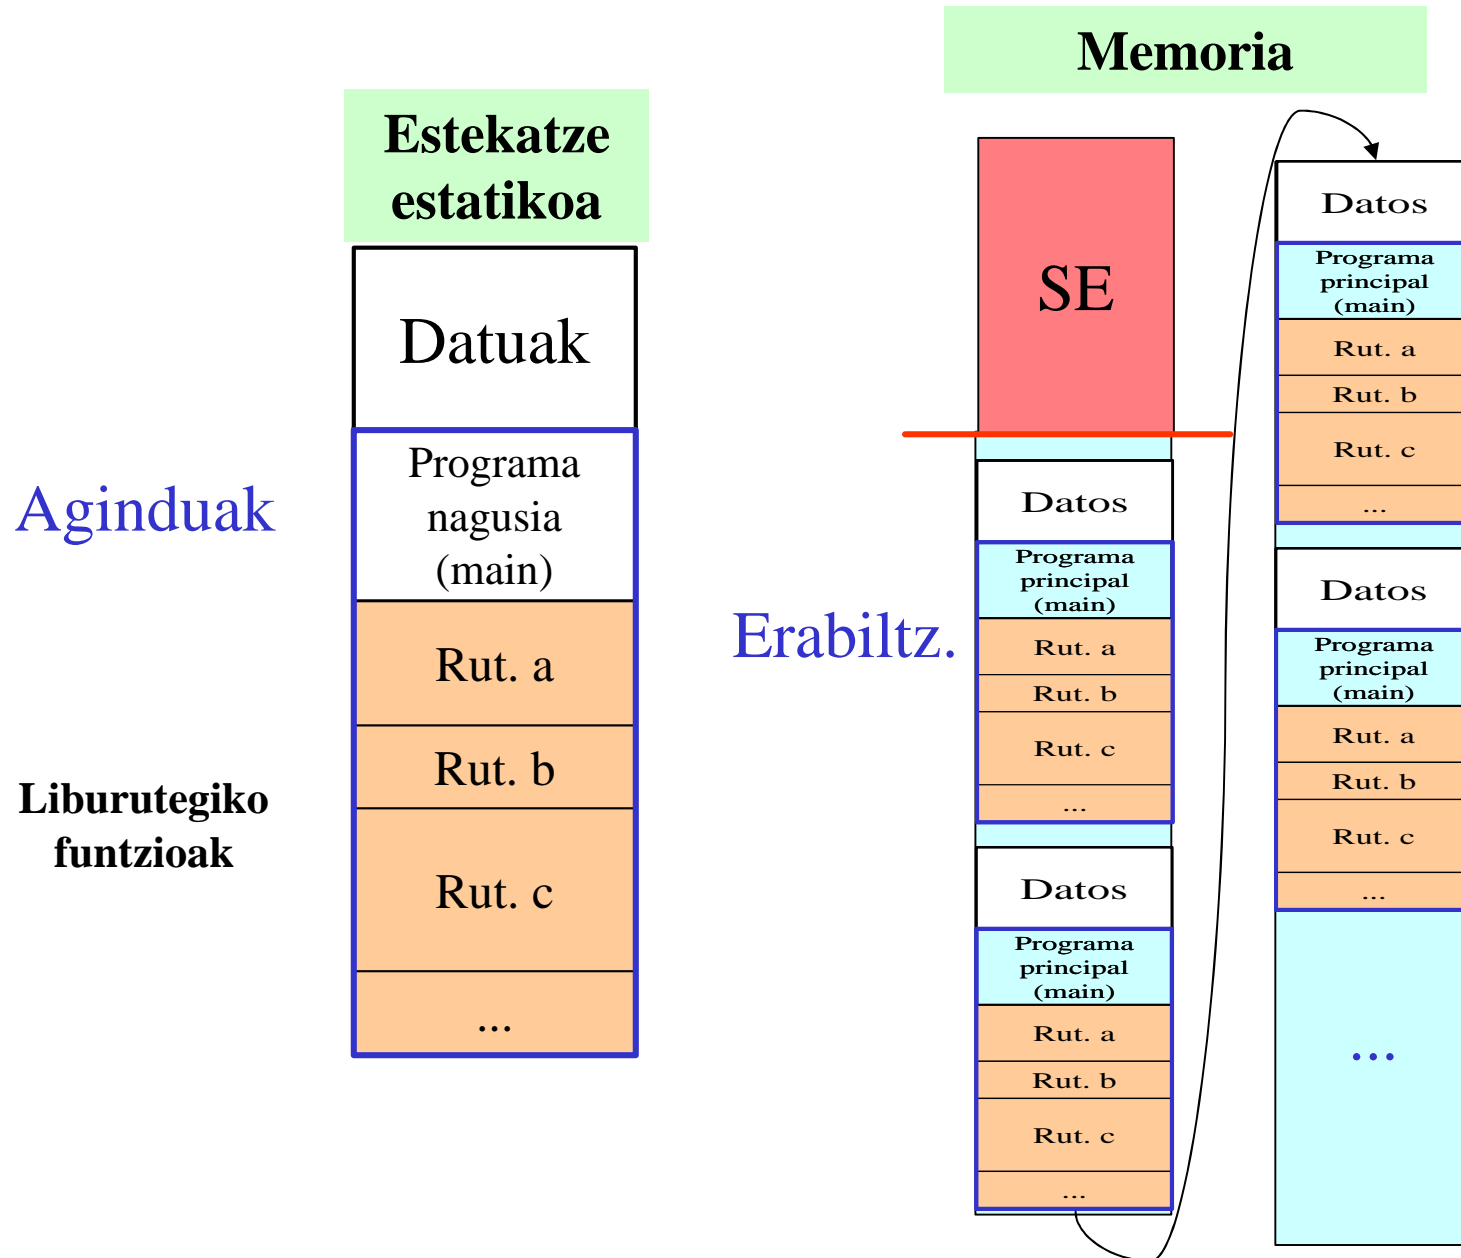 Memoria
Estekatze
estatikoa
Datuak
Aginduak
Programa
nagusia
(main)
Rut. a
Rut. b
Liburutegiko
funtzioak
Rut. c
...
SE
Erabiltz.
Datos
Programa
principal
(main)
Rut. a
Rut. b
Rut. c
...
Datos
Programa
principal
(main)
Rut. a
Rut. b
Rut. c
...
Datos
Programa
principal
(main)
Rut. a
Rut. b
Rut. c
...
Datos
Programa
principal
(main)
Rut. a
Rut. b
Rut. c
...
...